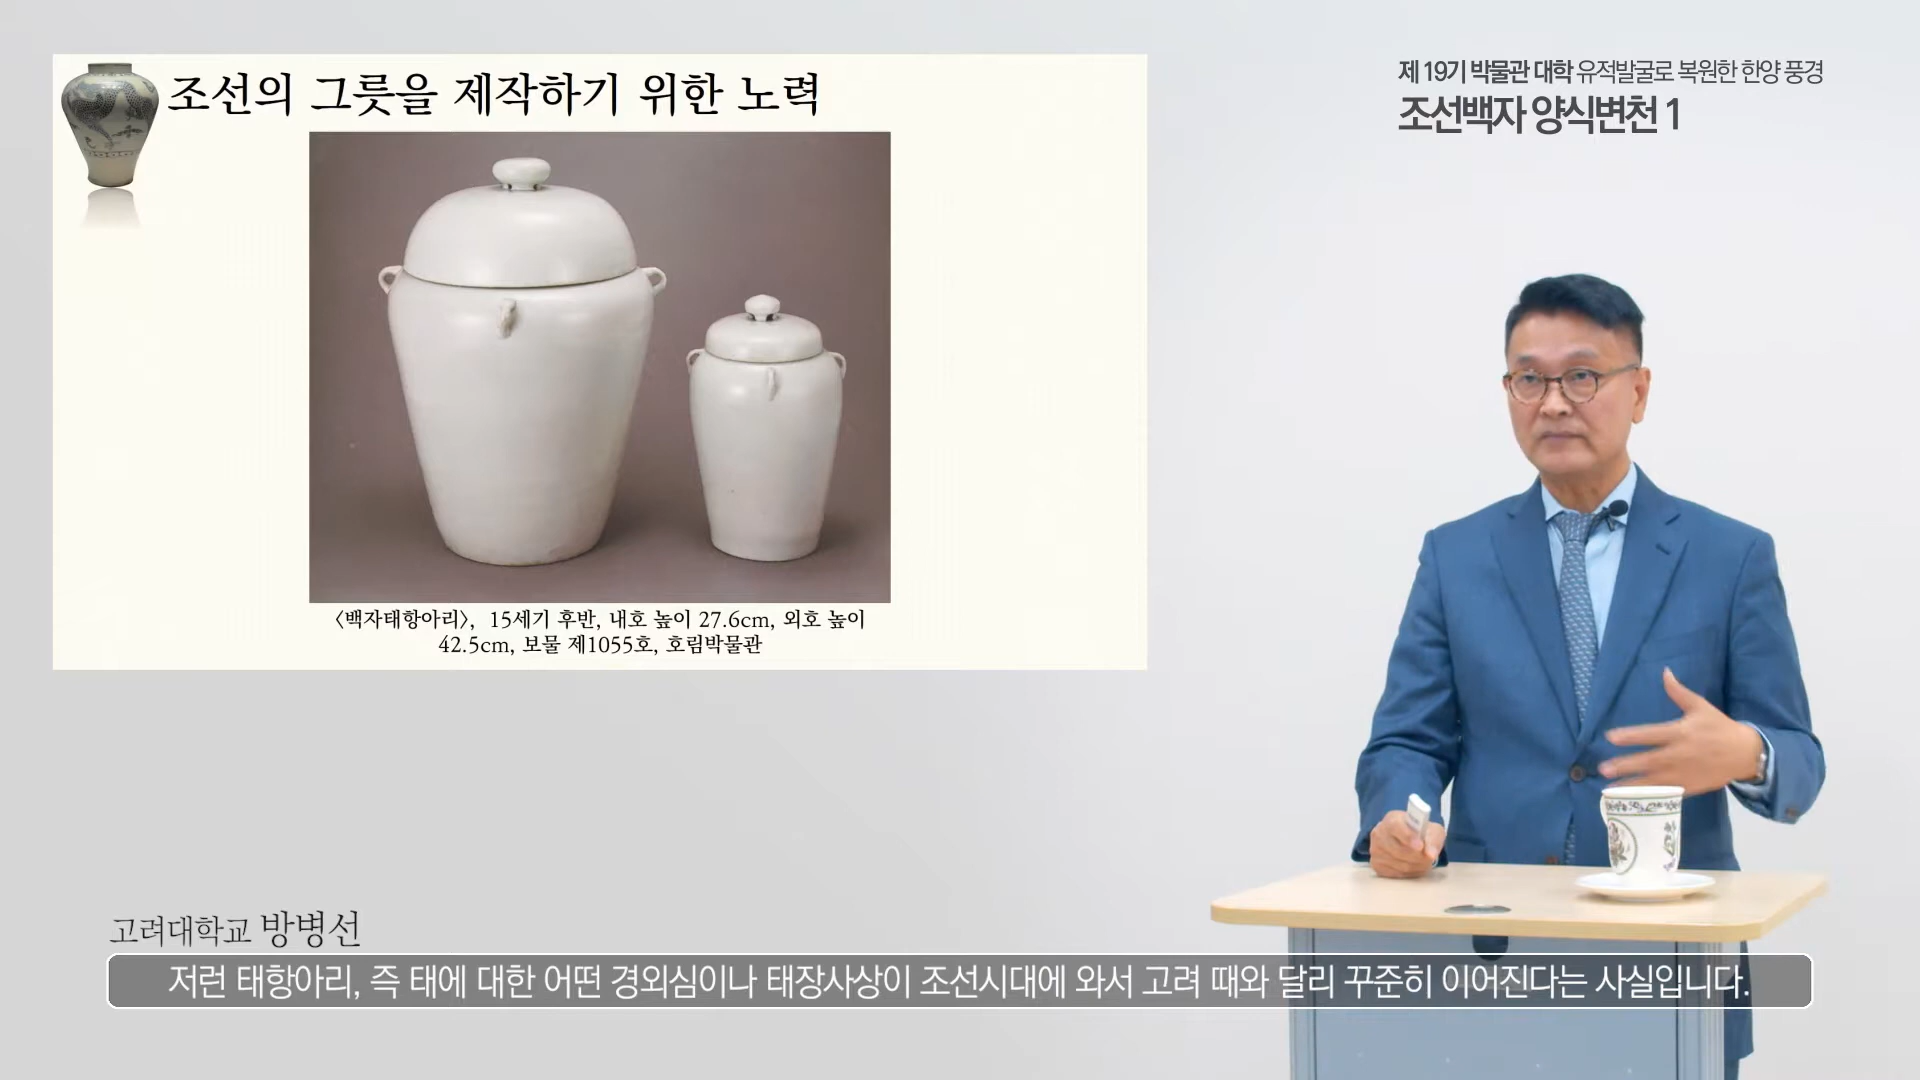 조선의 그릇을 제작하기 위한 노력
제 19기 박물관 대학 유적발굴로 복원한 한양 풍경
조선백자 양식변천 1
〈백자태항아리〉, 15세기 후반, 내호 높이 27.6cm, 외호 높이
42.5cm, 보물 제1055호, 호림박물관
고려대학교 방병선
저런 태항아리, 즉 태에 대한 어떤 경외심이나 태장사상이 조선시대에 와서 고려 때와 달리 꾸준히 이어진다는 사실입니다.